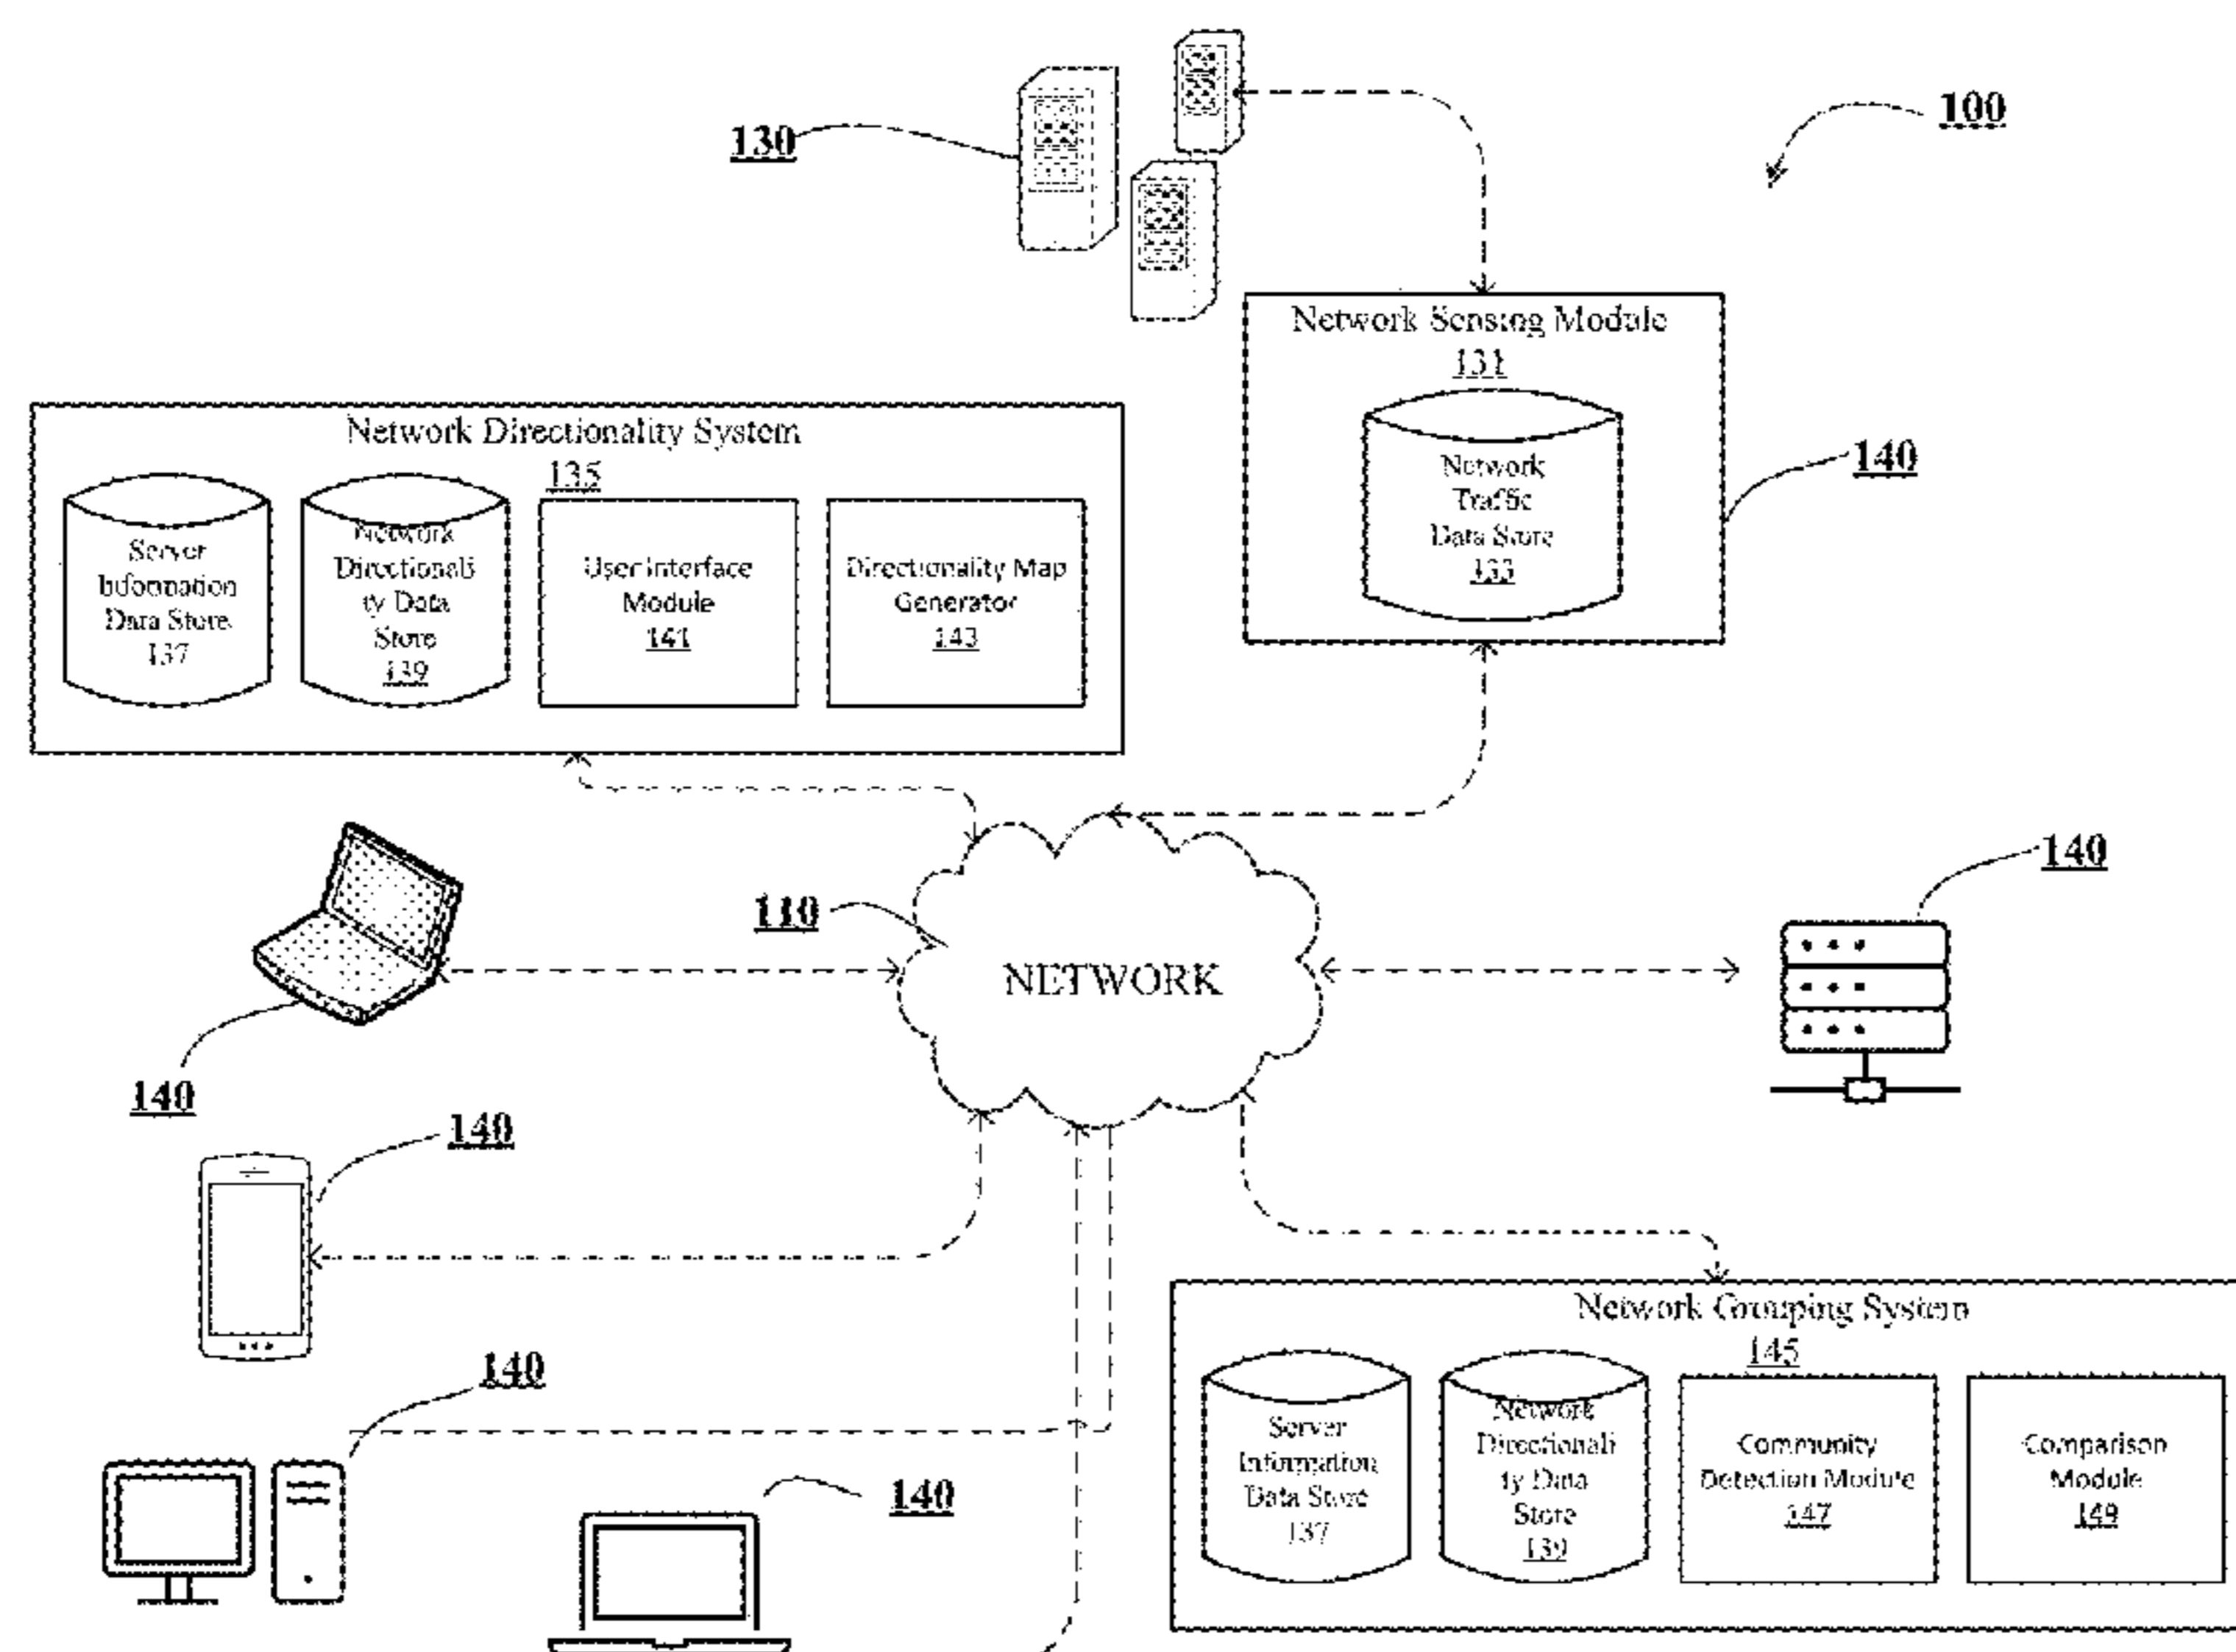 130
100
Network Sensing Module
131
Network
Traffic
Data Store
133
140
Network Directionality System
135
Server
Information
Data Store
137
Network
Directionali
ty Data
Store
139
User Interface
Module
141
Directionality Map
Generator
143
110
NETWORK
140
140
140
140
140
Network Grouping System
145
Server
Information
Data Store
137
Network
Directionali
ty Data
Store
139
Community
Detection Module
147
Comparison
Module
149